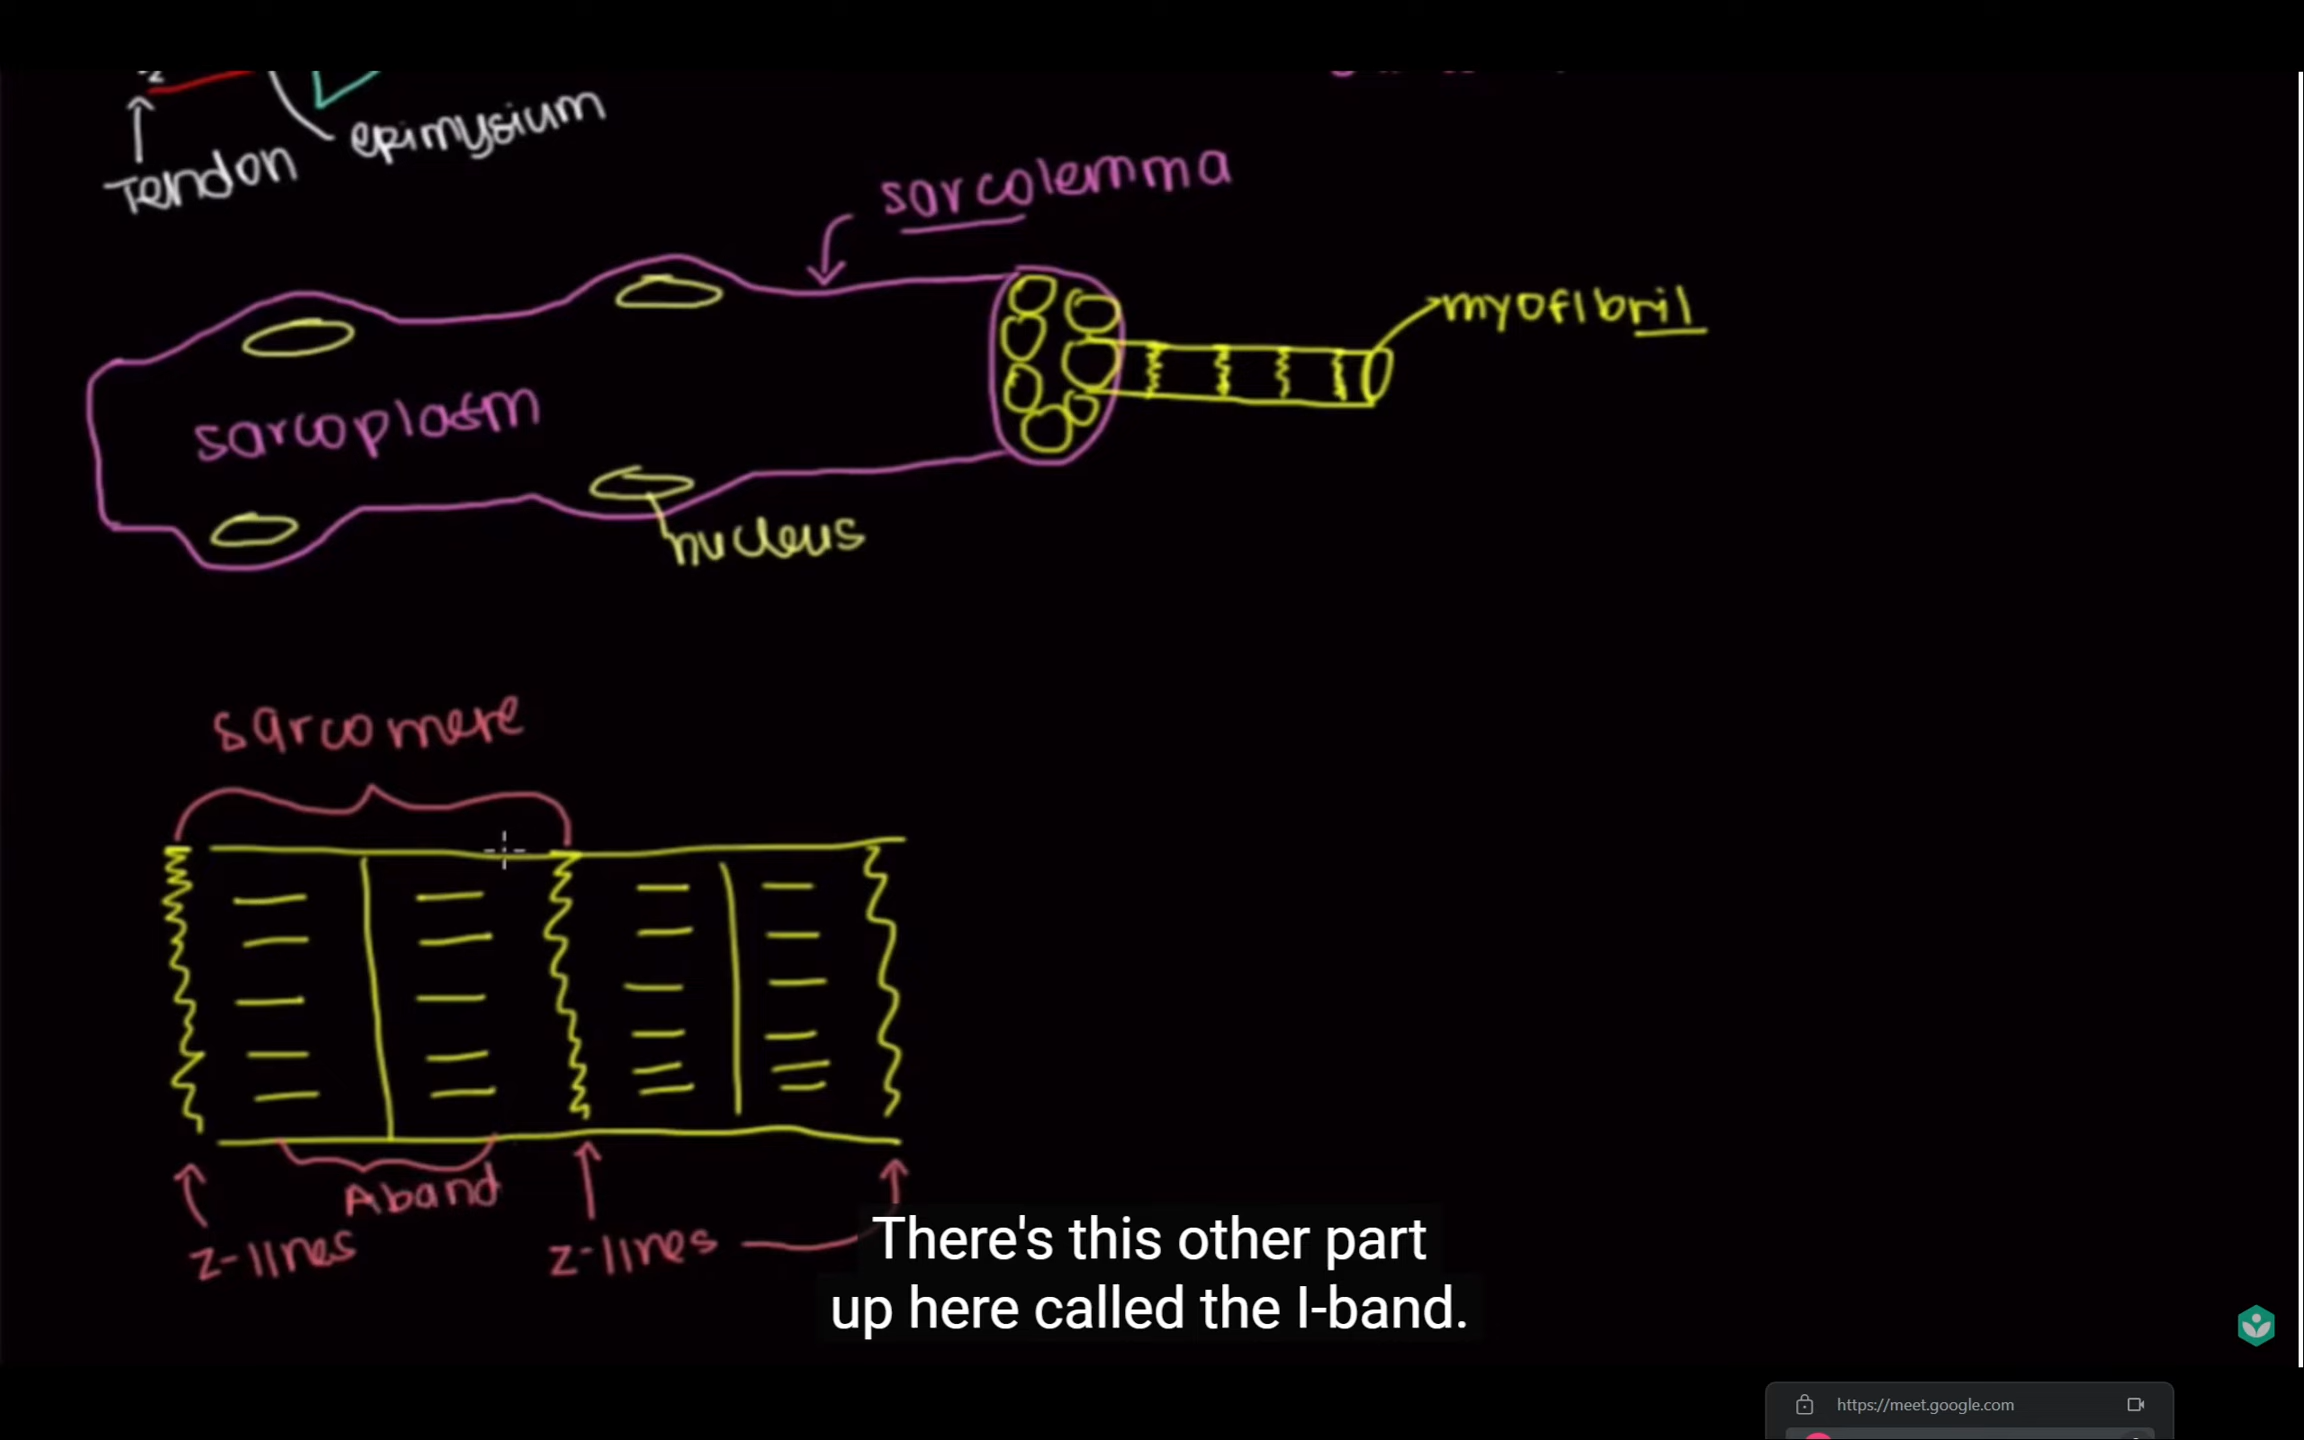 epimysium
Tendon
sarcolemma
myofibril
sarcoplasm
nucleus
sarcomere
A band
z-lines
z-lines
There's this other part
up here called the I-band.
https://meet.google.com